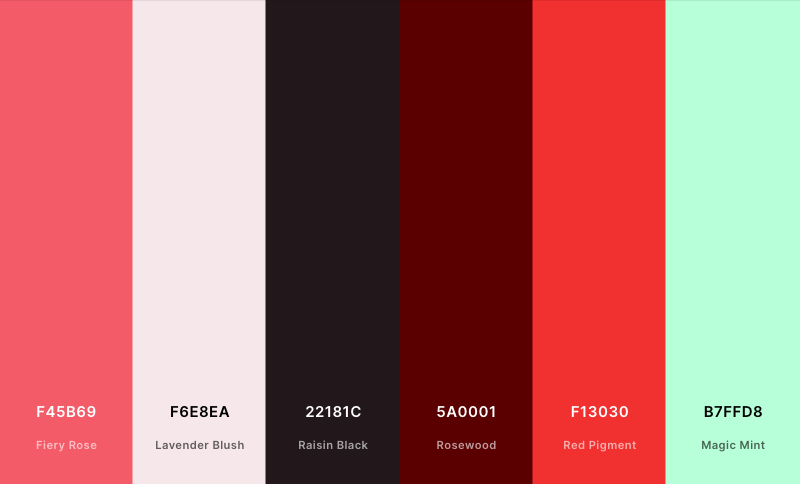 F45B69
Fiery Rose
F6E8EA
Lavender Blush
22181C
Raisin Black
5A0001
Rosewood
F13030
Red Pigment
B7FFD8
Magic Mint